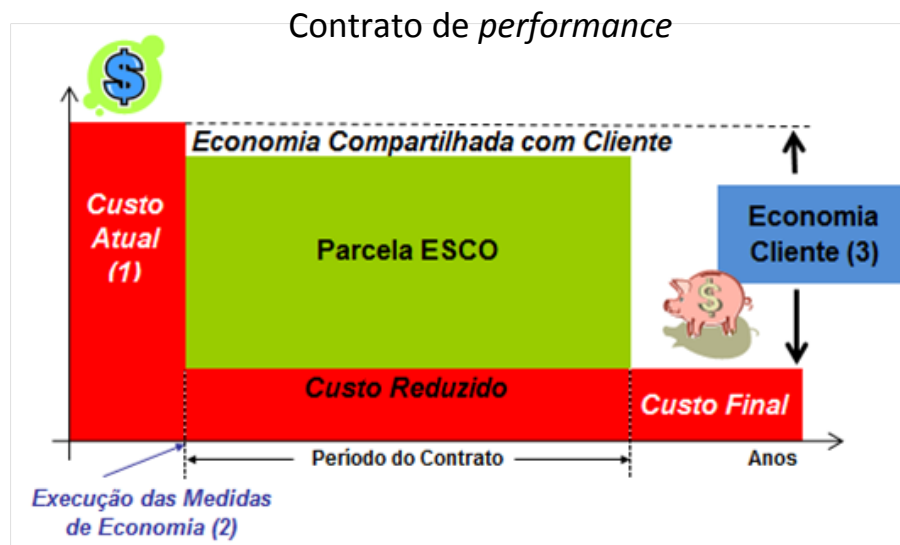 Contrato de performance
$
Economia Compartilhada com Cliente
Custo
Atual
(1)
Parcela ESCO
Economia
Cliente (3)
$
Custo Reduzido
Custo Final
Período do Contrato
Anos
Execução das Medidas
de Economia (2)